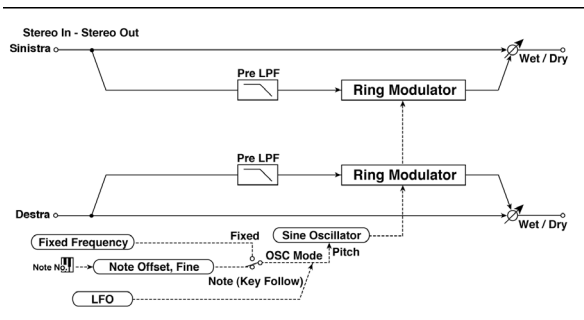 Stereo In - Stereo Out
Sinistra
Wet / Dry
Pre LPF
Ring Modulator
Pre LPF
Ring Modulator
Destra
Wet / Dry
Fixed Frequency
Fixed
Sine Oscillator
OSC Mode
Pitch
Note No.
Note Offset, Fine
Note (Key Follow)
LFO